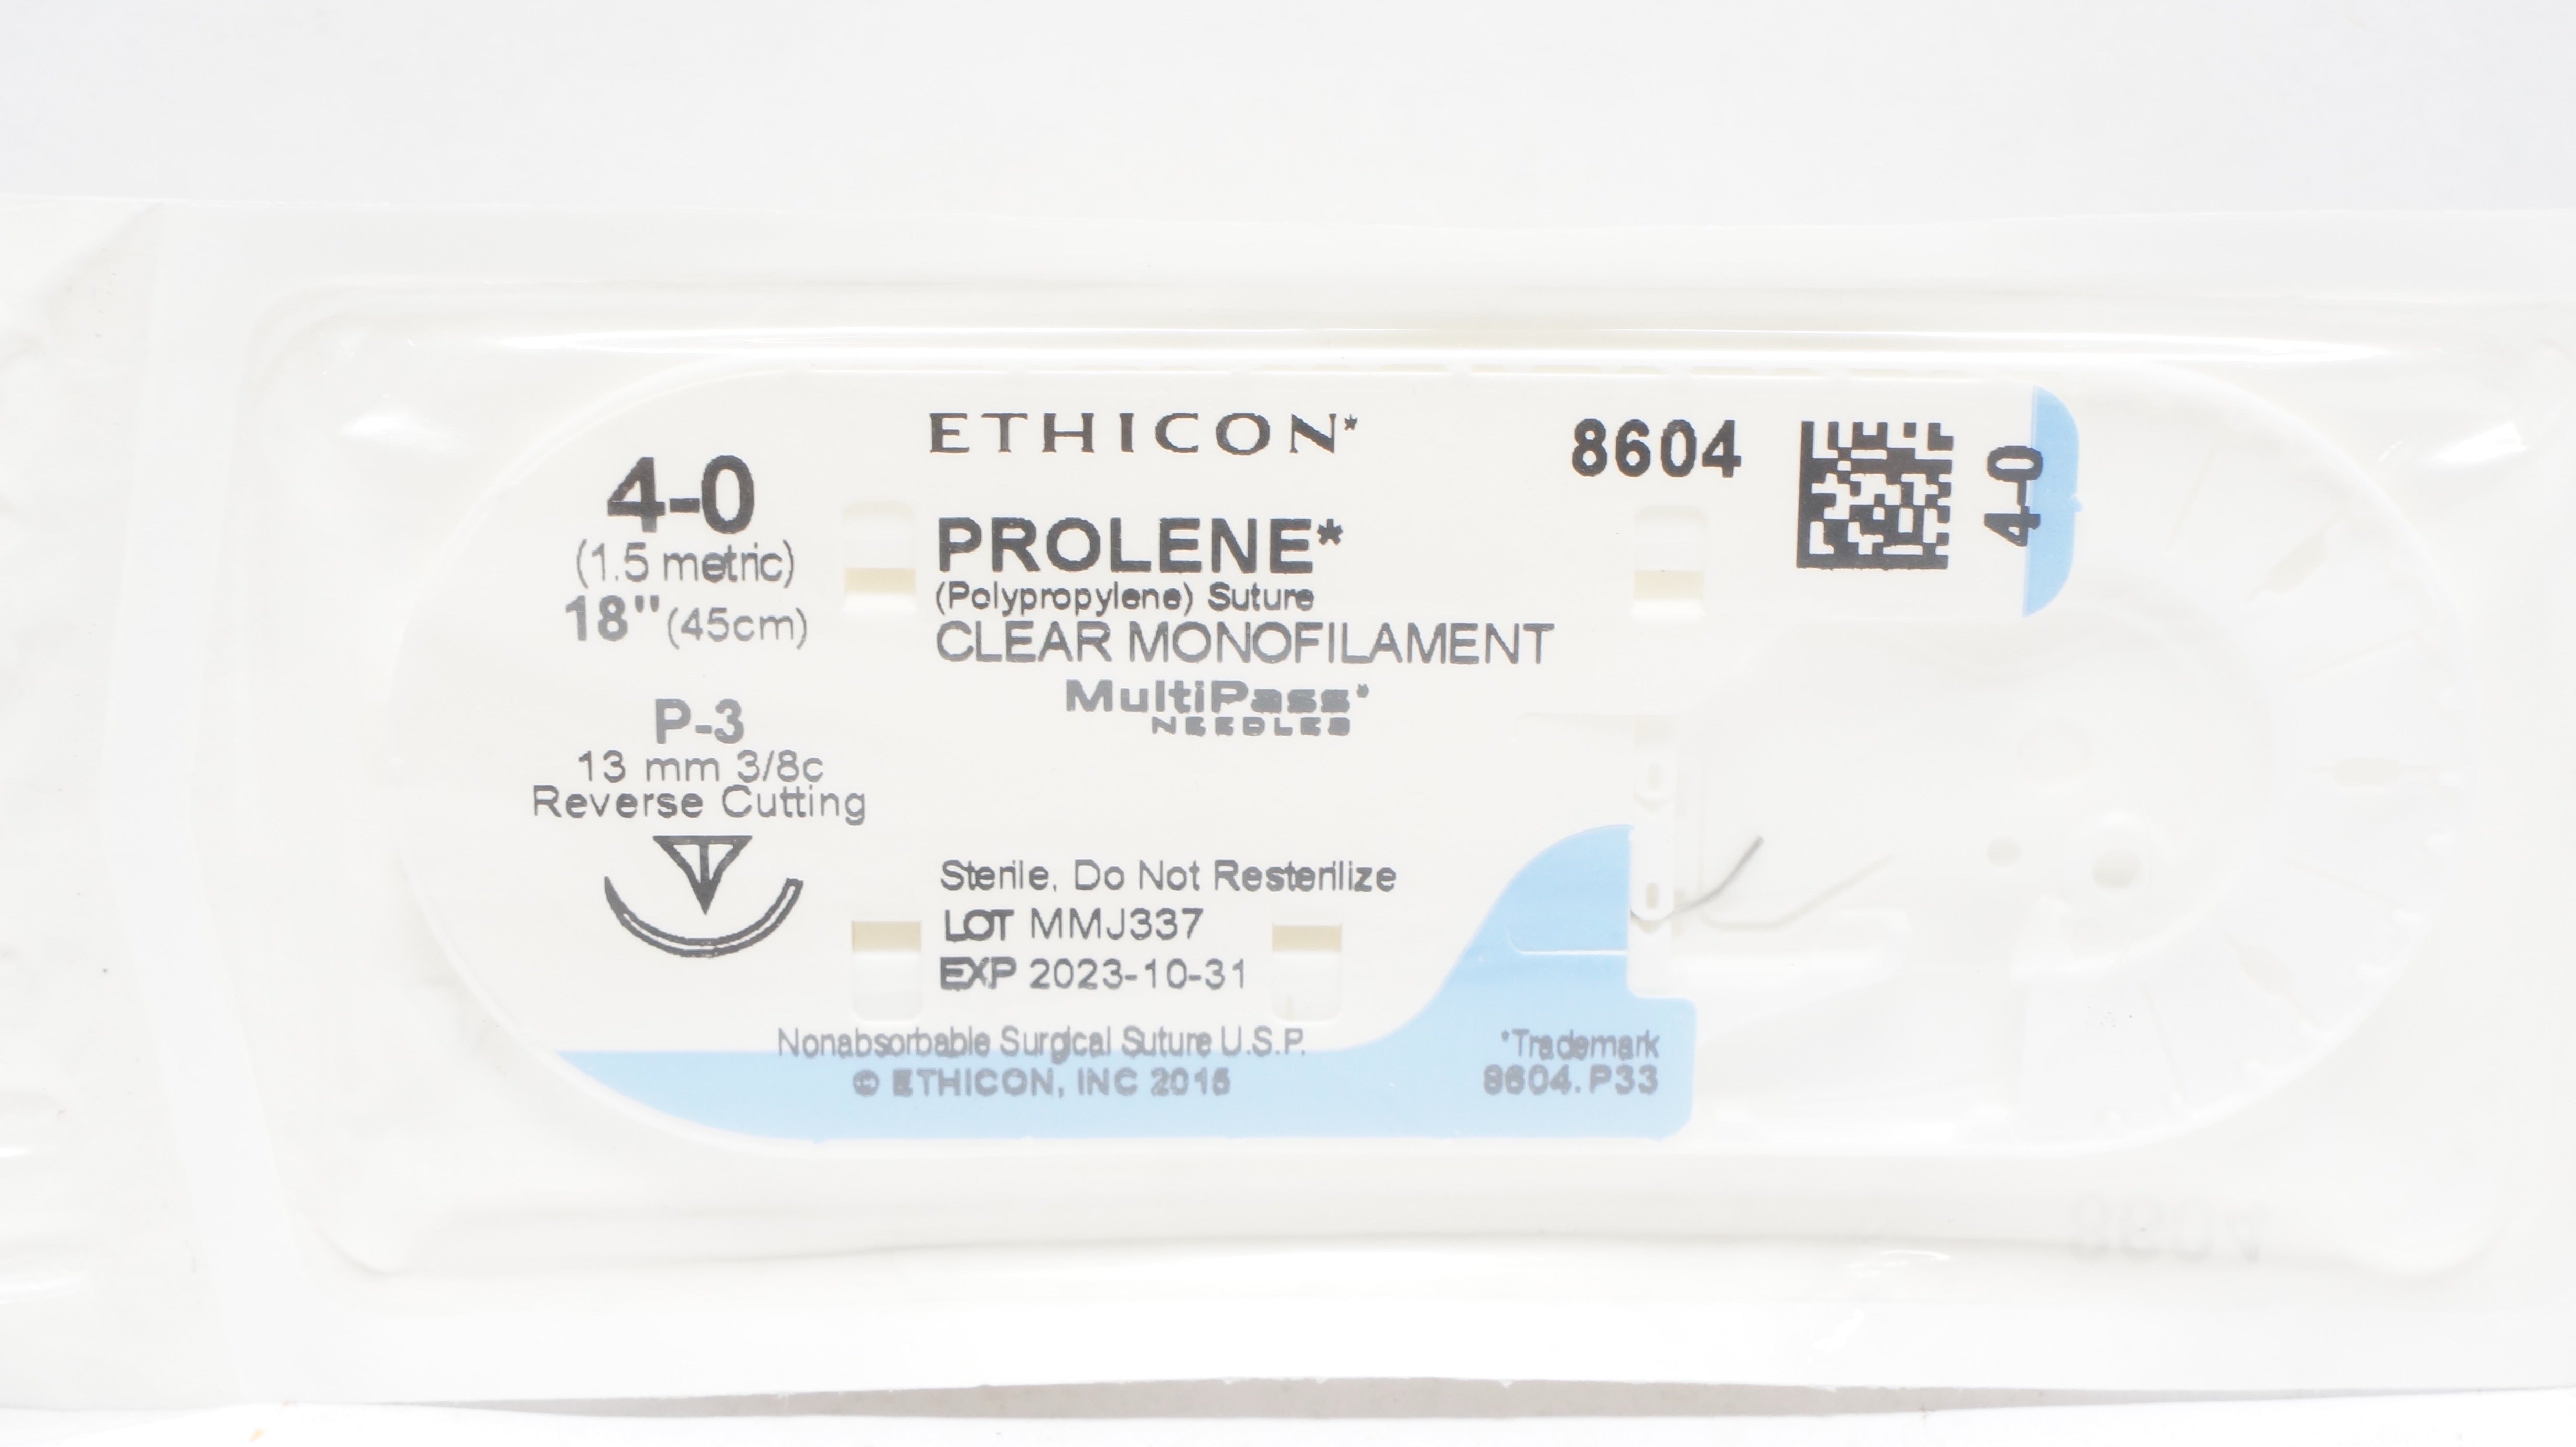 ETHICON*
8604
4-0
4-0
(1.5 metric)
18" (45cm)
PROLENE*
(Polypropylene) Suture
CLEAR MONOFILAMENT
MultiPass*
NEEDLES
P-3
13 mm 3/8c
Reverse Cutting
Sterile, Do Not Resterilize
LOT MMJ337
EXP 2023-10-31
Nonabsorbable Surgical Suture U.S.P.
© ETHICON, INC 2015
*Trademark
8604.P33
8604